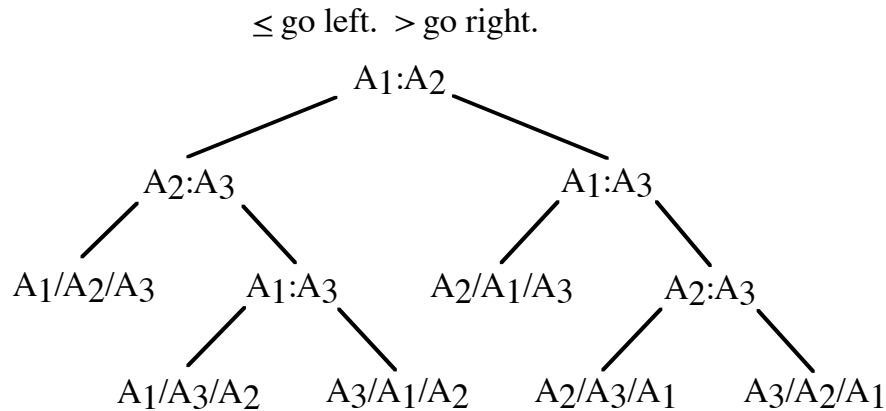 ≤ go left. > go right.
A1:A2
A2:A3 A1:A3
A1/A2/A3 A1:A3 A2/A1/A3 A2:A3
A1/A3/A2 A3/A1/A2 A2/A3/A1 A3/A2/A1